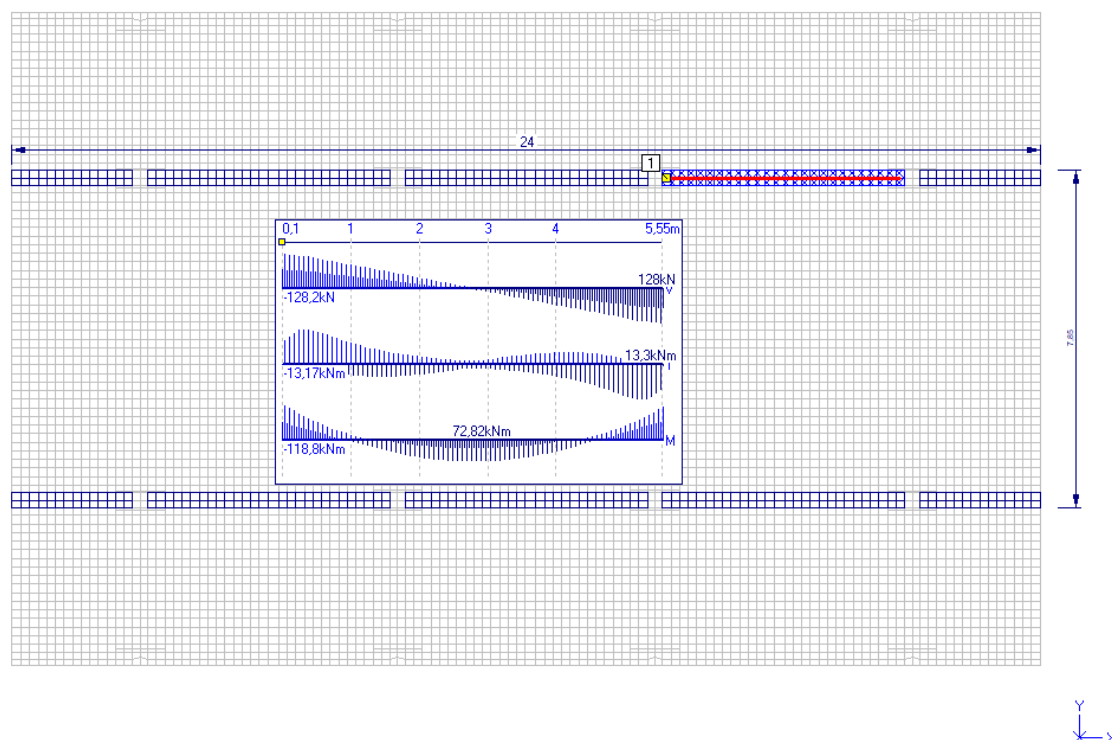 24
1
0,1 1 2 3 4 5,55m
128kN
V
-128,2kN
13,3kNm
T
-13,17kNm
72,82kNm
M
-118,8kNm
7,85
Y
X